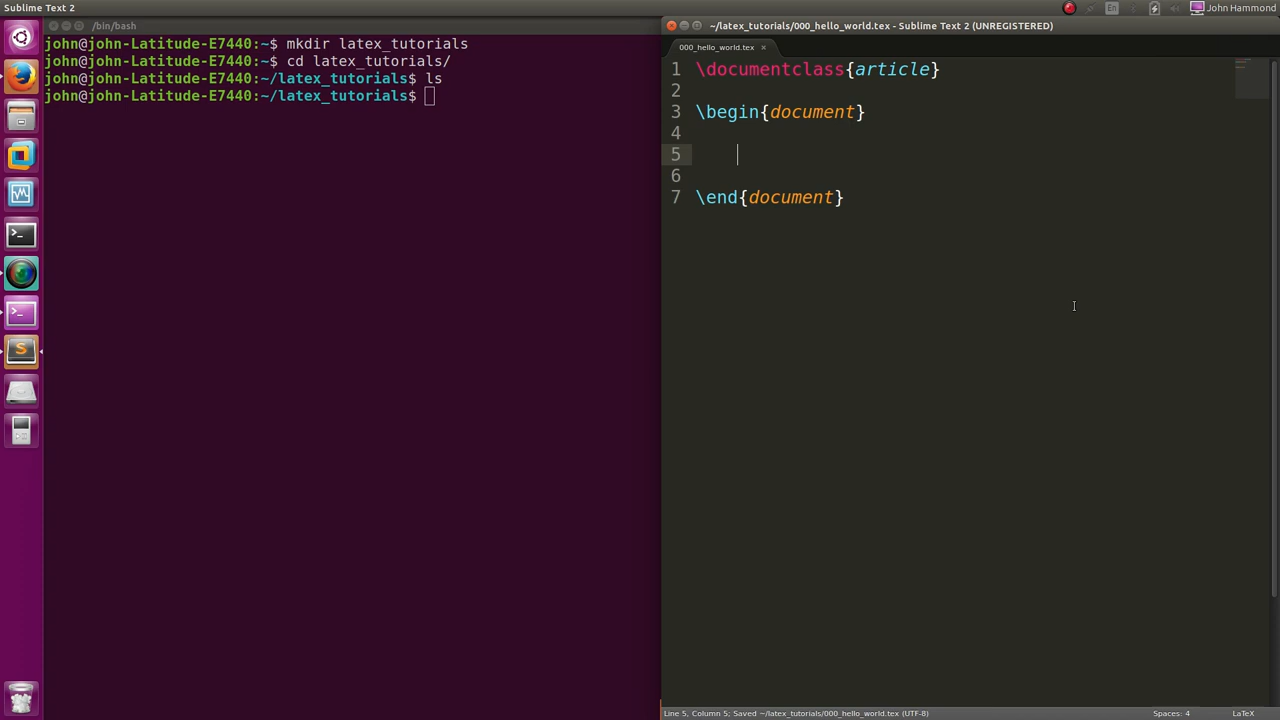 Sublime Text 2
En
John Hammond
/bin/bash
john@john-Latitude-E7440:~$ mkdir latex_tutorials
john@john-Latitude-E7440:~$ cd latex_tutorials/
john@john-Latitude-E7440:~/latex_tutorials$ ls
john@john-Latitude-E7440:~/latex_tutorials$
~/latex_tutorials/000_hello_world.tex - Sublime Text 2 (UNREGISTERED)
000_hello_world.tex ×
1 \documentclass{article}
2
3 \begin{document}
4
5
6
7 \end{document}
Line 5, Column 5; Saved ~/latex_tutorials/000_hello_world.tex (UTF-8)
Spaces: 4
LaTeX